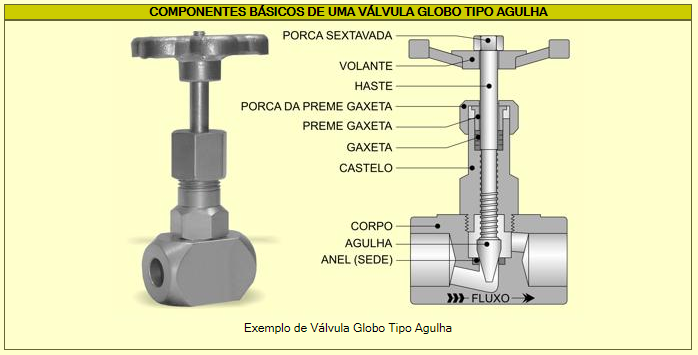 COMPONENTES BÁSICOS DE UMA VÁLVULA GLOBO TIPO AGULHA
PORCA SEXTAVADA
VOLANTE
HASTE
PORCA DA PREME GAXETA
PREME GAXETA
GAXETA
CASTELO
CORPO
AGULHA
ANEL (SEDE)
FLUXO
Exemplo de Válvula Globo Tipo Agulha